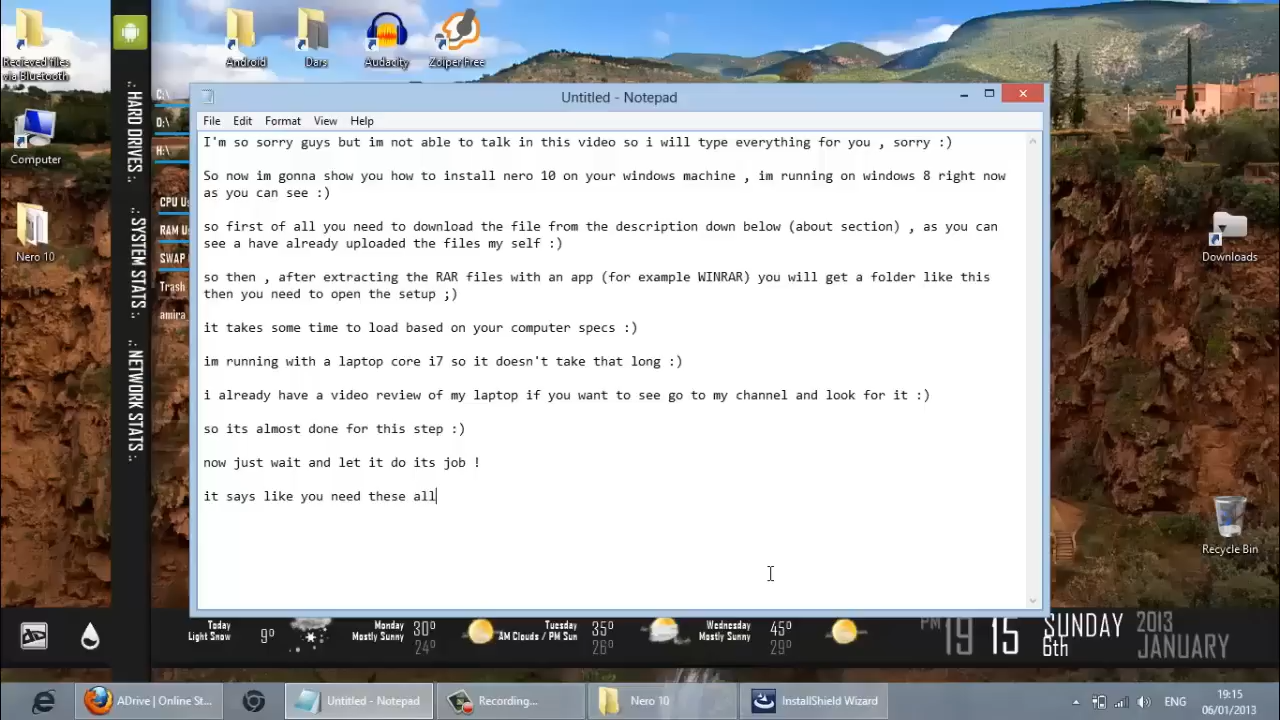 Recieved files
via Bluetooth
Android
Dars
Audacity
ZoiperFree
.: HARD DRIVES :.
C:\
D:\
H:\
Computer
Nero 10
.: SYSTEM STATS :.
CPU Us
RAM Us
SWAP
Trash
amira
.: NETWORK STATS :.
Untitled - Notepad
File Edit Format View Help
I'm so sorry guys but im not able to talk in this video so i will type everything for you , sorry :)
So now im gonna show you how to install nero 10 on your windows machine , im running on windows 8 right now
as you can see :)
so first of all you need to download the file from the description down below (about section) , as you can
see a have already uploaded the files my self :)
so then , after extracting the RAR files with an app (for example WINRAR) you will get a folder like this
then you need to open the setup ;)
it takes some time to load based on your computer specs :)
im running with a laptop core i7 so it doesn't take that long :)
i already have a video review of my laptop if you want to see go to my channel and look for it :)
so its almost done for this step :)
now just wait and let it do its job !
it says like you need these all
Downloads
Recycle Bin
Today
Light Snow
9°
Monday
Mostly Sunny
30°
24°
Tuesday
AM Clouds / PM Sun
35°
26°
Wednesday
Mostly Sunny
45°
29°
PM 19 15 SUNDAY
6th
2013
JANUARY
ADrive | Online St...
Untitled - Notepad
Recording...
Nero 10
InstallShield Wizard
ENG
19:15
06/01/2013